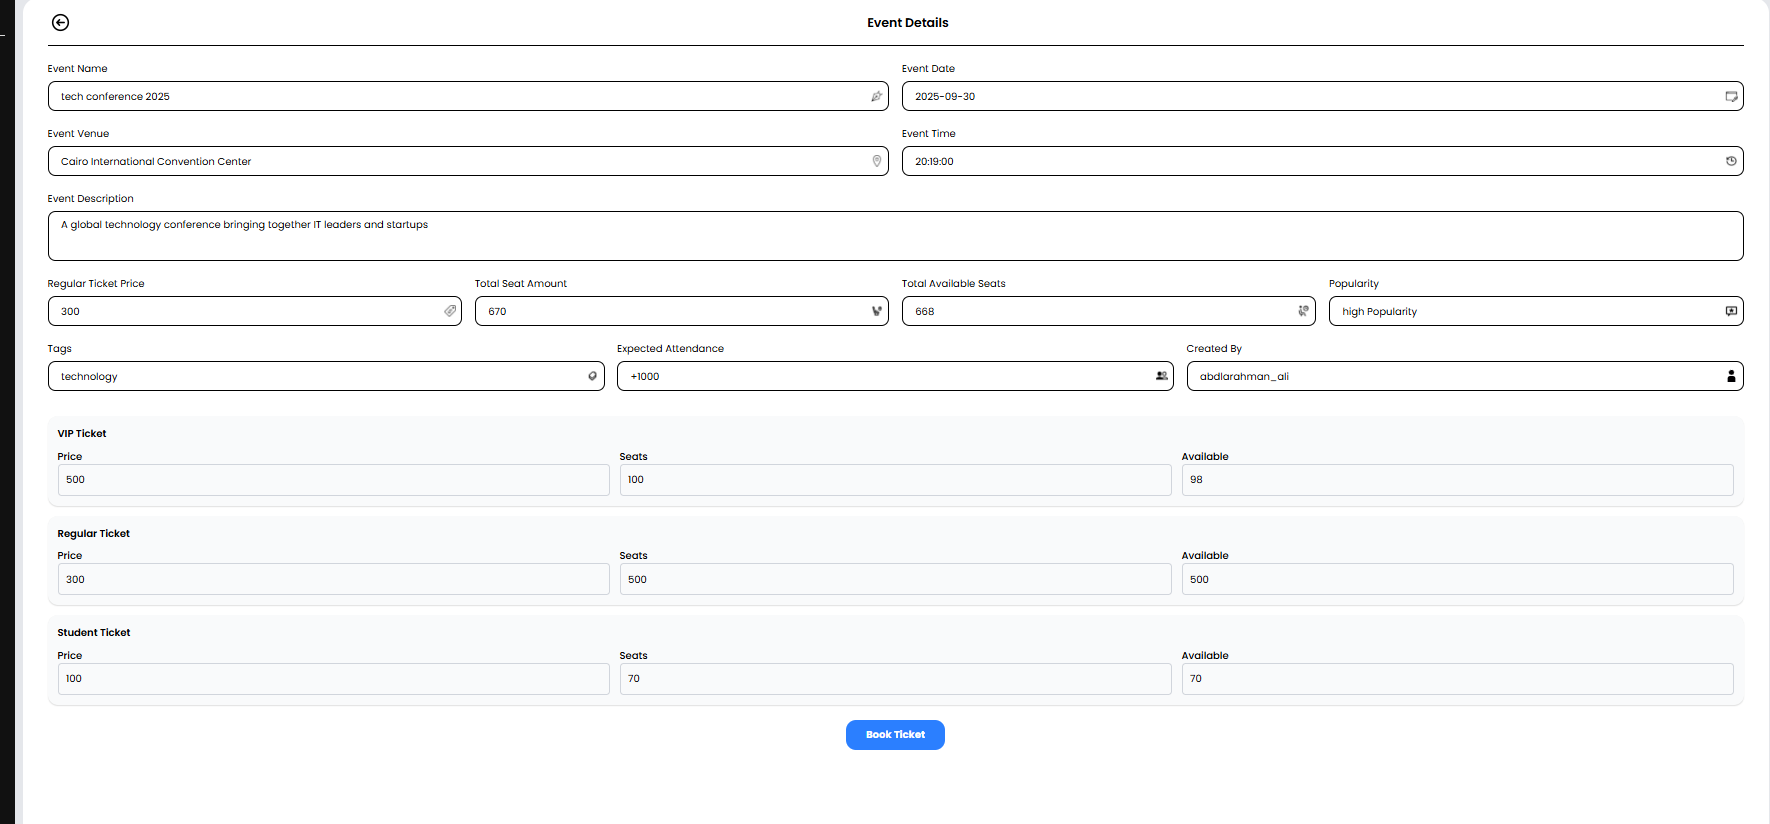 Event Details
Event Name
Event Date
tech conference 2025
2025-09-30
Event Venue
Event Time
Cairo International Convention Center
20:19:00
Event Description
A global technology conference bringing together IT leaders and startups
Regular Ticket Price
Total Seat Amount
Total Available Seats
Popularity
300
670
668
high Popularity
Tags
Expected Attendance
Created By
technology
+1000
abdlarahman_ali
VIP Ticket
Price
Seats
Available
500
100
98
Regular Ticket
Price
Seats
Available
300
500
500
Student Ticket
Price
Seats
Available
100
70
70
Book Ticket